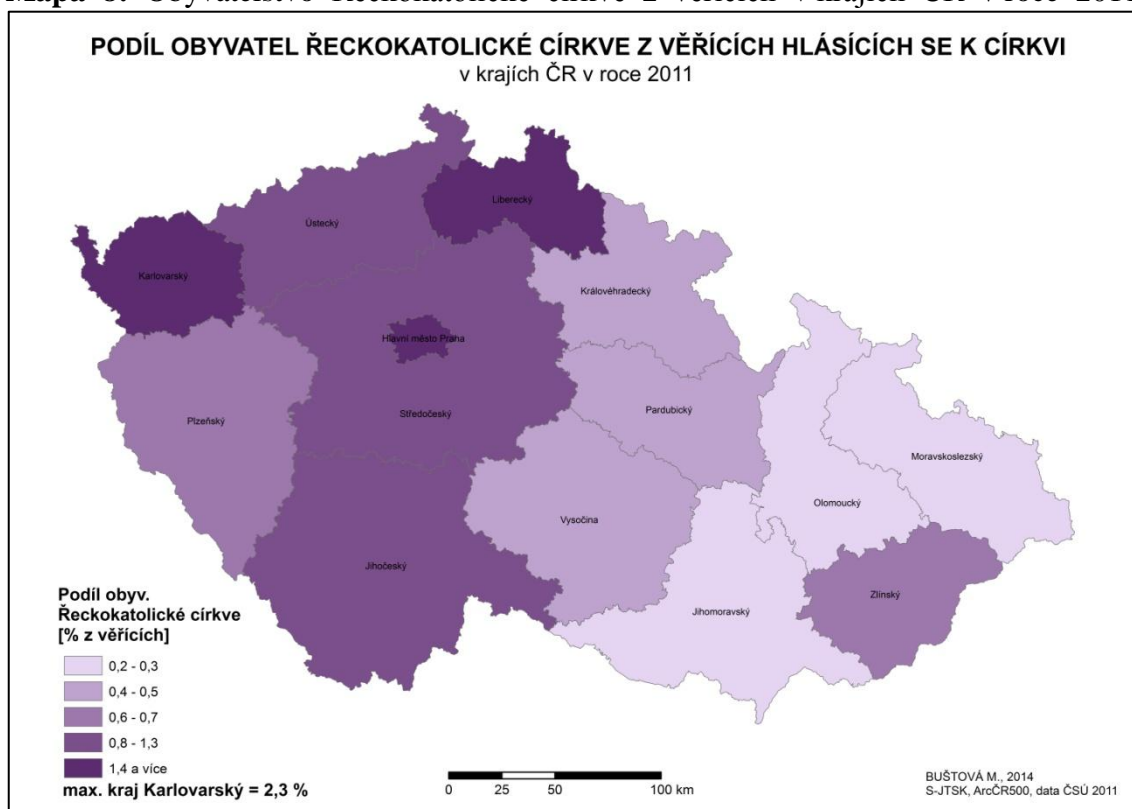 Mapa 8. Obyvatelstvo Řeckokatolické církve z věřících v krajích ČR v roce 2011
PODÍL OBYVATEL ŘECKOKATOLICKÉ CÍRKVE Z VĚŘÍCÍCH HLÁSÍCÍCH SE K CÍRKVI
v krajích ČR v roce 2011
Liberecký
Ústecký
Karlovarský
Královéhradecký
Hlavní město Praha
Středočeský
Pardubický
Plzeňský
Moravskoslezský
Olomoucký
Vysočina
Jihočeský
Zlínský
Jihomoravský
Podíl obyv.
Řeckokatolické církve
[% z věřících]
0,2 - 0,3
0,4 - 0,5
0,6 - 0,7
0,8 - 1,3
1,4 a více
max. kraj Karlovarský = 2,3 %
0 25 50 100 km
BUŠTOVÁ M., 2014
S-JTSK, ArcČR500, data ČSÚ 2011